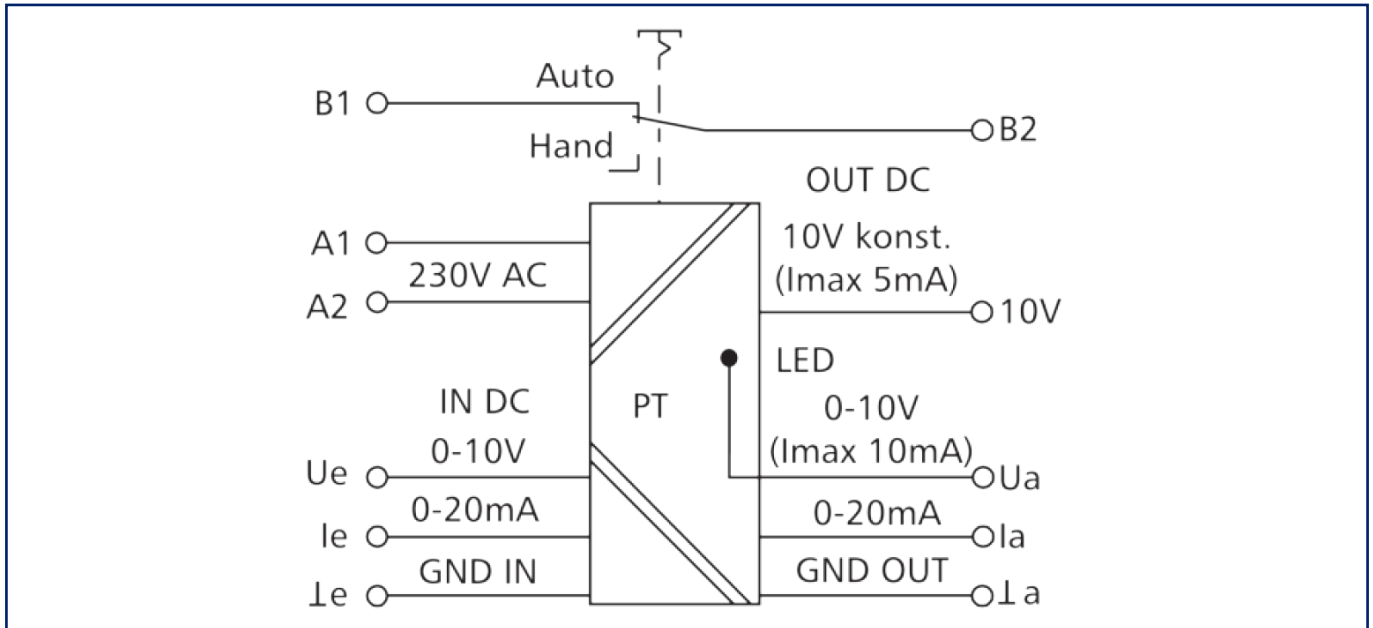 Auto
B1
B2
Hand
OUT DC
A1
10V konst.
230V AC
(Imax 5mA)
A2
10V
LED
IN DC
PT
0-10V
0-10V
(Imax 10mA)
Ue
Ua
0-20mA
0-20mA
Ie
Ia
GND IN
GND OUT
⊥e
⊥a